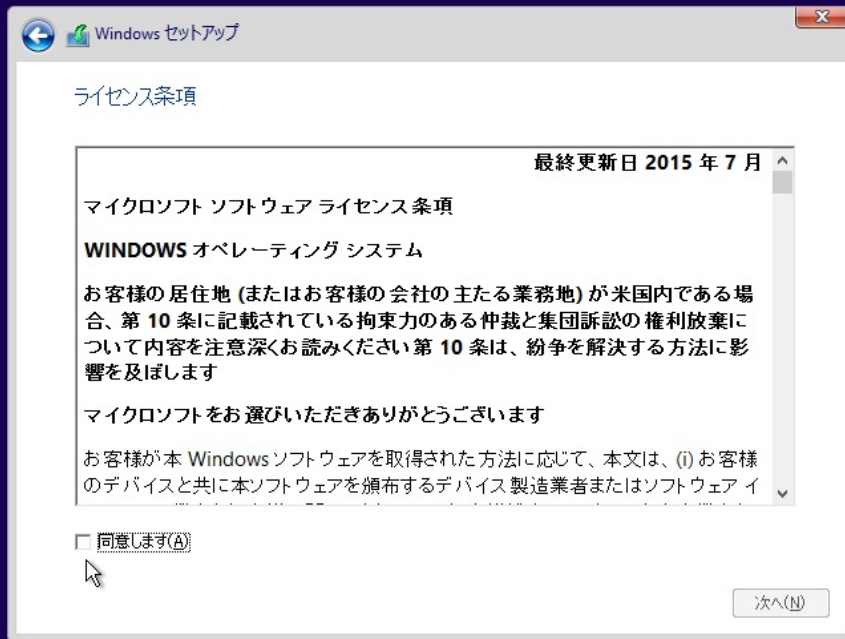 Windows セットアップ
ライセンス条項
最終更新日 2015 年 7 月
マイクロソフト ソフトウェア ライセンス 条項
WINDOWS オペレーティング システム
お客様の居住地 (またはお客様の会社の主たる業務地) が米国内である場
合、第 10 条に記載されている拘束力のある仲裁と集団訴訟の権利放棄に
ついて内容を注意深くお読みください第 10 条は、紛争を解決する方法に影
響を及ぼします
マイクロソフトをお選びいただきありがとうございます
お客様が本 Windows ソフトウェアを取得された方法に応じて、本文は、(i) お客様
のデバイスと共に本ソフトウェアを頒布するデバイス製造業者またはソフトウェア イ
同意します(A)
次へ(N)